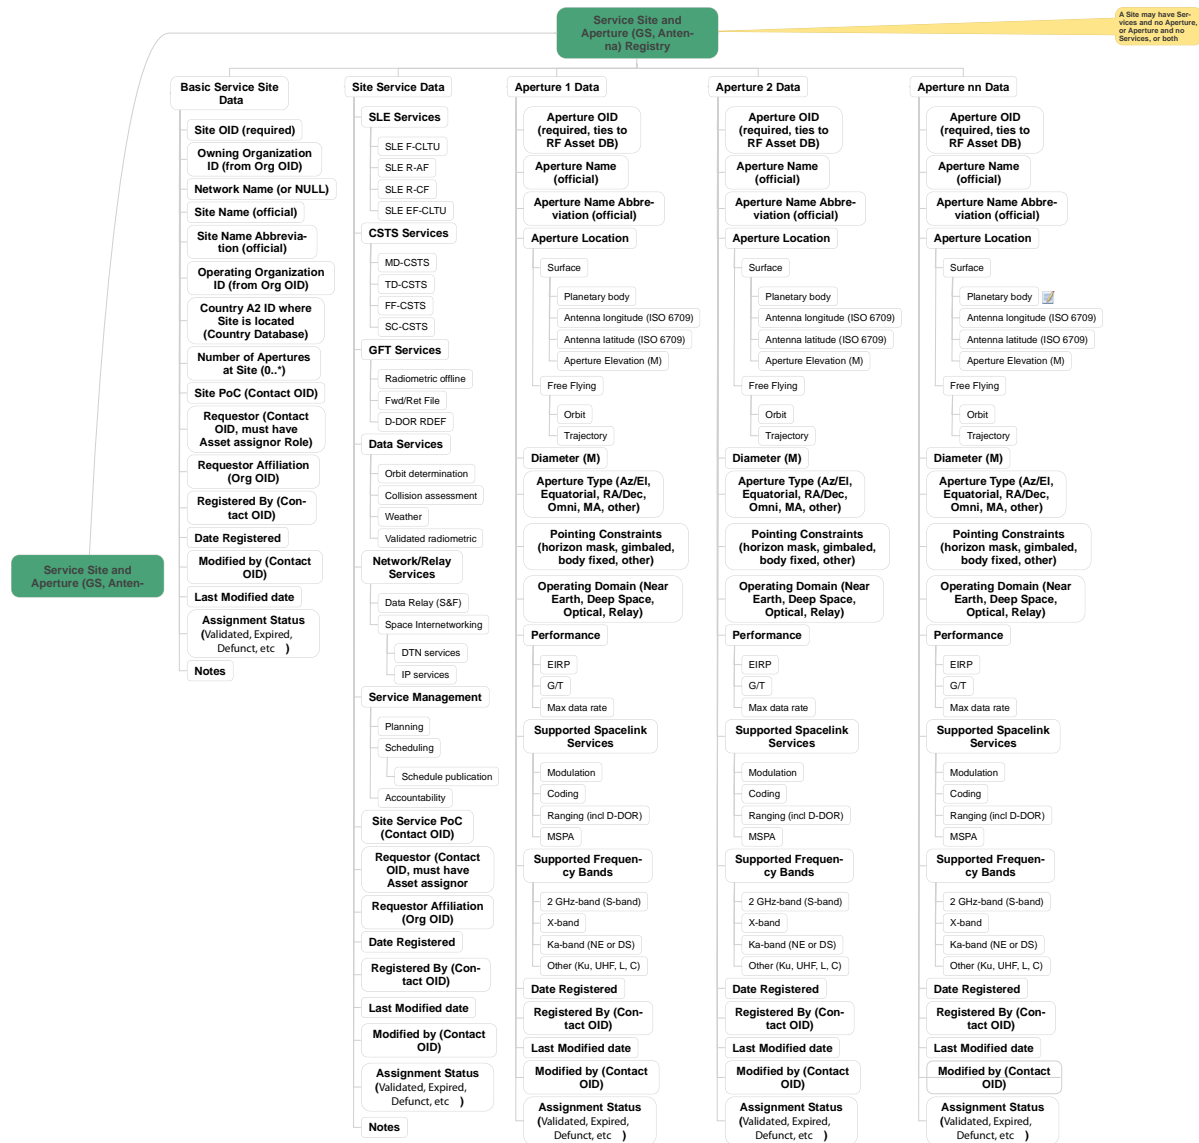 Service Site and
Aperture (GS, Anten-
na) Registry
A Site may have Ser-
vices and no Aperture,
or Aperture and no
Services, or both
Service Site and
Aperture (GS, Anten-
Basic Service Site
Data
Site OID (required)
Owning Organization
ID (from Org OID)
Network Name (or NULL)
Site Name (official)
Site Name Abbrevia-
tion (official)
Operating Organization
ID (from Org OID)
Country A2 ID where
Site is located
(Country Database)
Number of Apertures
at Site (0..*)
Site PoC (Contact OID)
Requestor (Contact
OID, must have
Asset assignor Role)
Requestor Affiliation
(Org OID)
Registered By (Con-
tact OID)
Date Registered
Modified by (Contact
OID)
Last Modified date
Assignment Status
(Validated, Expired,
Defunct, etc )
Notes
Site Service Data
SLE Services
SLE F-CLTU
SLE R-AF
SLE R-CF
SLE EF-CLTU
CSTS Services
MD-CSTS
TD-CSTS
FF-CSTS
SC-CSTS
GFT Services
Radiometric offline
Fwd/Ret File
D-DOR RDEF
Data Services
Orbit determination
Collision assessment
Weather
Validated radiometric
Network/Relay
Services
Data Relay (S&F)
Space Internetworking
DTN services
IP services
Service Management
Planning
Scheduling
Schedule publication
Accountability
Site Service PoC
(Contact OID)
Requestor (Contact
OID, must have
Asset assignor
Requestor Affiliation
(Org OID)
Date Registered
Registered By (Con-
tact OID)
Last Modified date
Modified by (Contact
OID)
Assignment Status
(Validated, Expired,
Defunct, etc )
Notes
Aperture 1 Data
Aperture OID
(required, ties to
RF Asset DB)
Aperture Name
(official)
Aperture Name Abbre-
viation (official)
Aperture Location
Surface
Planetary body
Antenna longitude (ISO 6709)
Antenna latitude (ISO 6709)
Aperture Elevation (M)
Free Flying
Orbit
Trajectory
Diameter (M)
Aperture Type (Az/El,
Equatorial, RA/Dec,
Omni, MA, other)
Pointing Constraints
(horizon mask, gimbaled,
body fixed, other)
Operating Domain (Near
Earth, Deep Space,
Optical, Relay)
Performance
EIRP
G/T
Max data rate
Supported Spacelink
Services
Modulation
Coding
Ranging (incl D-DOR)
MSPA
Supported Frequen-
cy Bands
2 GHz-band (S-band)
X-band
Ka-band (NE or DS)
Other (Ku, UHF, L, C)
Date Registered
Registered By (Con-
tact OID)
Last Modified date
Modified by (Contact
OID)
Assignment Status
(Validated, Expired,
Defunct, etc )
Aperture 2 Data
Aperture OID
(required, ties to
RF Asset DB)
Aperture Name
(official)
Aperture Name Abbre-
viation (official)
Aperture Location
Surface
Planetary body
Antenna longitude (ISO 6709)
Antenna latitude (ISO 6709)
Aperture Elevation (M)
Free Flying
Orbit
Trajectory
Diameter (M)
Aperture Type (Az/El,
Equatorial, RA/Dec,
Omni, MA, other)
Pointing Constraints
(horizon mask, gimbaled,
body fixed, other)
Operating Domain (Near
Earth, Deep Space,
Optical, Relay)
Performance
EIRP
G/T
Max data rate
Supported Spacelink
Services
Modulation
Coding
Ranging (incl D-DOR)
MSPA
Supported Frequen-
cy Bands
2 GHz-band (S-band)
X-band
Ka-band (NE or DS)
Other (Ku, UHF, L, C)
Date Registered
Registered By (Con-
tact OID)
Last Modified date
Modified by (Contact
OID)
Assignment Status
(Validated, Expired,
Defunct, etc )
Aperture nn Data
Aperture OID
(required, ties to
RF Asset DB)
Aperture Name
(official)
Aperture Name Abbre-
viation (official)
Aperture Location
Surface
Planetary body
Antenna longitude (ISO 6709)
Antenna latitude (ISO 6709)
Aperture Elevation (M)
Free Flying
Orbit
Trajectory
Diameter (M)
Aperture Type (Az/El,
Equatorial, RA/Dec,
Omni, MA, other)
Pointing Constraints
(horizon mask, gimbaled,
body fixed, other)
Operating Domain (Near
Earth, Deep Space,
Optical, Relay)
Performance
EIRP
G/T
Max data rate
Supported Spacelink
Services
Modulation
Coding
Ranging (incl D-DOR)
MSPA
Supported Frequen-
cy Bands
2 GHz-band (S-band)
X-band
Ka-band (NE or DS)
Other (Ku, UHF, L, C)
Date Registered
Registered By (Con-
tact OID)
Last Modified date
Modified by (Contact
OID)
Assignment Status
(Validated, Expired,
Defunct, etc )